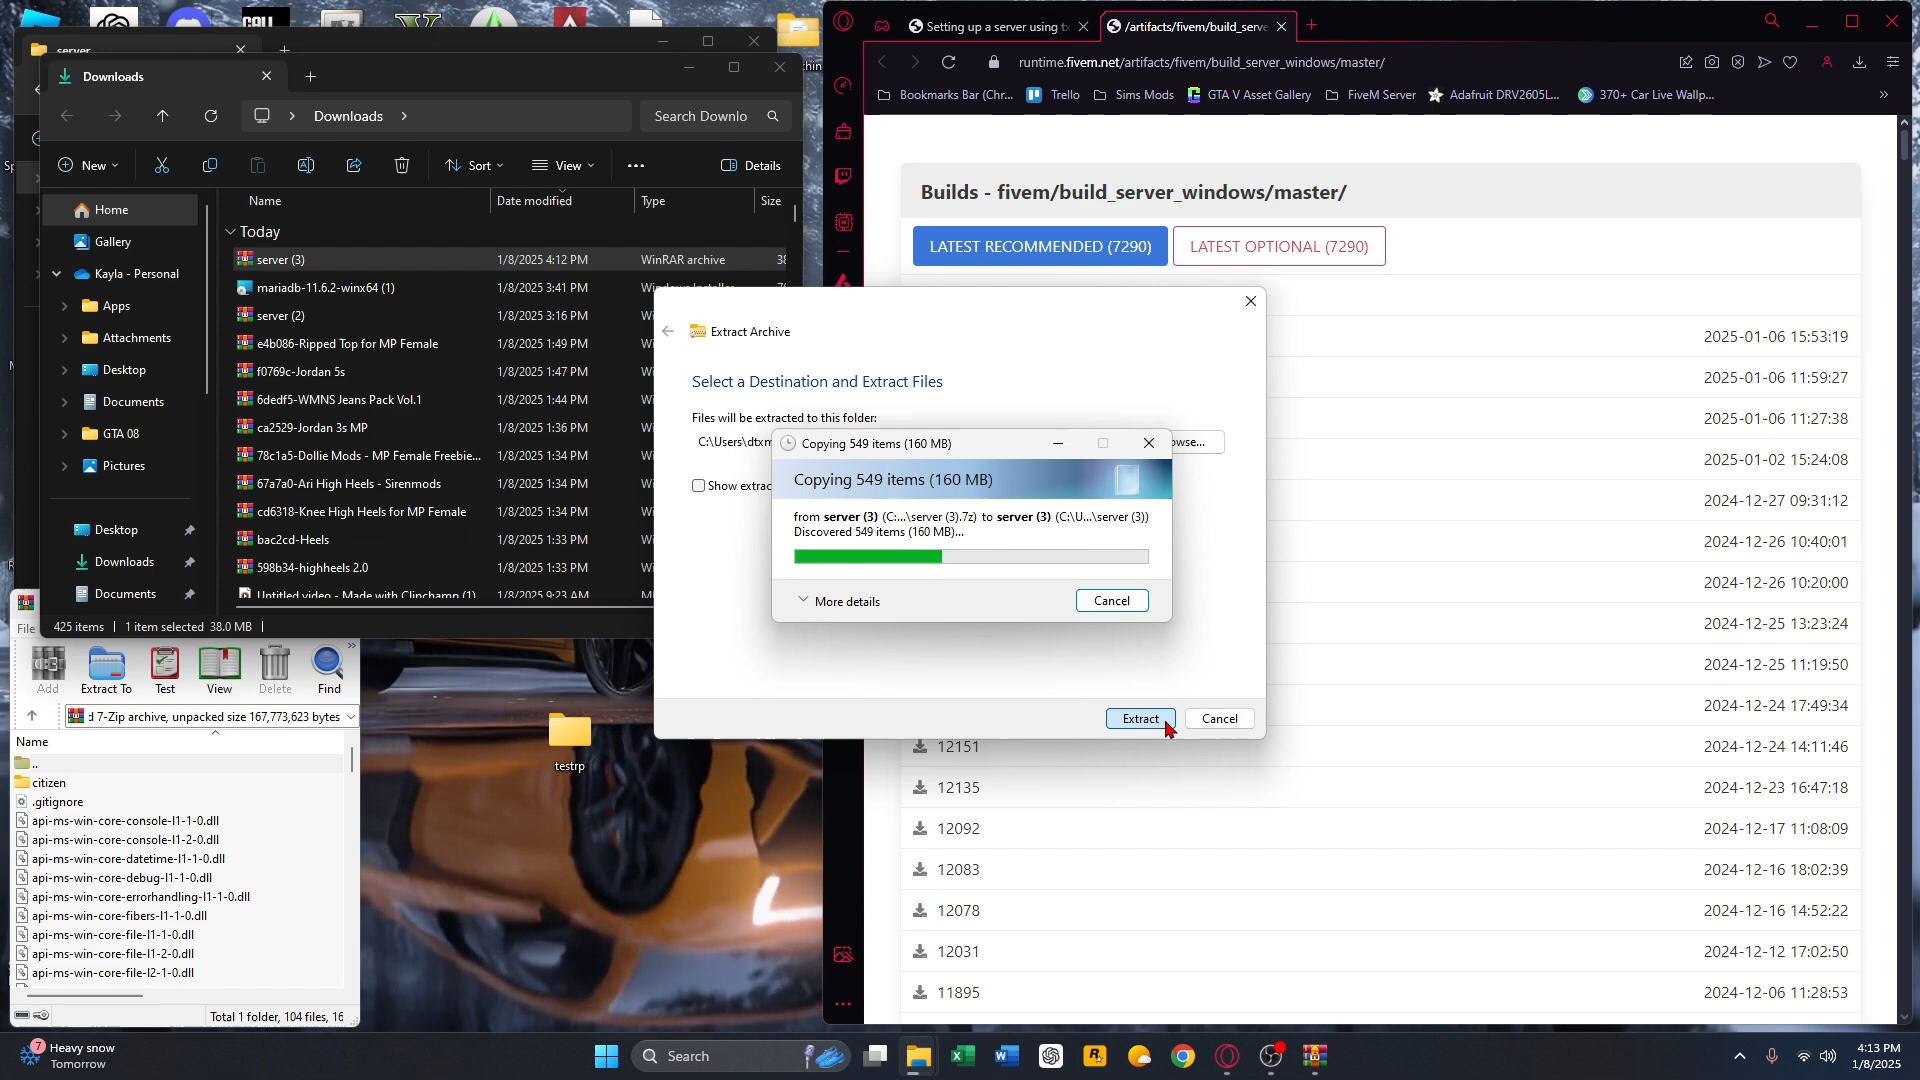 server
Downloads
Downloads
Search Downlo
New
Sort
View
Details
Name
Date modified
Type
Size
Home
Gallery
Kayla - Personal
Apps
Attachments
Desktop
Documents
GTA 08
Pictures
Desktop
Downloads
Documents
Today
server (3) 1/8/2025 4:12 PM WinRAR archive 38
mariadb-11.6.2-winx64 (1) 1/8/2025 3:41 PM
server (2) 1/8/2025 3:16 PM
e4b086-Ripped Top for MP Female 1/8/2025 1:49 PM
f0769c-Jordan 5s 1/8/2025 1:47 PM
6dedf5-WMNS Jeans Pack Vol.1 1/8/2025 1:44 PM
ca2529-Jordan 3s MP 1/8/2025 1:36 PM
78c1a5-Dollie Mods - MP Female Freebie... 1/8/2025 1:34 PM
67a7a0-Ari High Heels - Sirenmods 1/8/2025 1:34 PM
cd6318-Knee High Heels for MP Female 1/8/2025 1:34 PM
bac2cd-Heels 1/8/2025 1:33 PM
598b34-highheels 2.0 1/8/2025 1:33 PM
Untitled video - Made with Clipchamp (1) 1/8/2025 9:23 AM
425 items
1 item selected 38.0 MB
File
Add
Extract To
Test
View
Delete
Find
d 7-Zip archive, unpacked size 167,773,623 bytes
Name
..
citizen
.gitignore
api-ms-win-core-console-l1-1-0.dll
api-ms-win-core-console-l1-2-0.dll
api-ms-win-core-datetime-l1-1-0.dll
api-ms-win-core-debug-l1-1-0.dll
api-ms-win-core-errorhandling-l1-1-0.dll
api-ms-win-core-fibers-l1-1-0.dll
api-ms-win-core-file-l1-1-0.dll
api-ms-win-core-file-l1-2-0.dll
api-ms-win-core-file-l2-1-0.dll
Total 1 folder, 104 files, 16
testrp
Extract Archive
Select a Destination and Extract Files
Files will be extracted to this folder:
C:\Users\dtxm
owse...
Show extrac
Extract
Cancel
Copying 549 items (160 MB)
Copying 549 items (160 MB)
from server (3) (C:...\server (3).7z) to server (3) (C:\U...\server (3))
Discovered 549 items (160 MB)...
More details
Cancel
Setting up a server using tx
/artifacts/fivem/build_serve
runtime.fivem.net/artifacts/fivem/build_server_windows/master/
Bookmarks Bar (Chr...
Trello
Sims Mods
GTA V Asset Gallery
FiveM Server
Adafruit DRV2605L...
370+ Car Live Wallp...
Builds - fivem/build_server_windows/master/
LATEST RECOMMENDED (7290)
LATEST OPTIONAL (7290)
2025-01-06 15:53:19
2025-01-06 11:59:27
2025-01-06 11:27:38
2025-01-02 15:24:08
2024-12-27 09:31:12
2024-12-26 10:40:01
2024-12-26 10:20:00
2024-12-25 13:23:24
2024-12-25 11:19:50
2024-12-24 17:49:34
12151 2024-12-24 14:11:46
12135 2024-12-23 16:47:18
12092 2024-12-17 11:08:09
12083 2024-12-16 18:02:39
12078 2024-12-16 14:52:22
12031 2024-12-12 17:02:50
11895 2024-12-06 11:28:53
7
Heavy snow
Tomorrow
Search
4:13 PM
1/8/2025